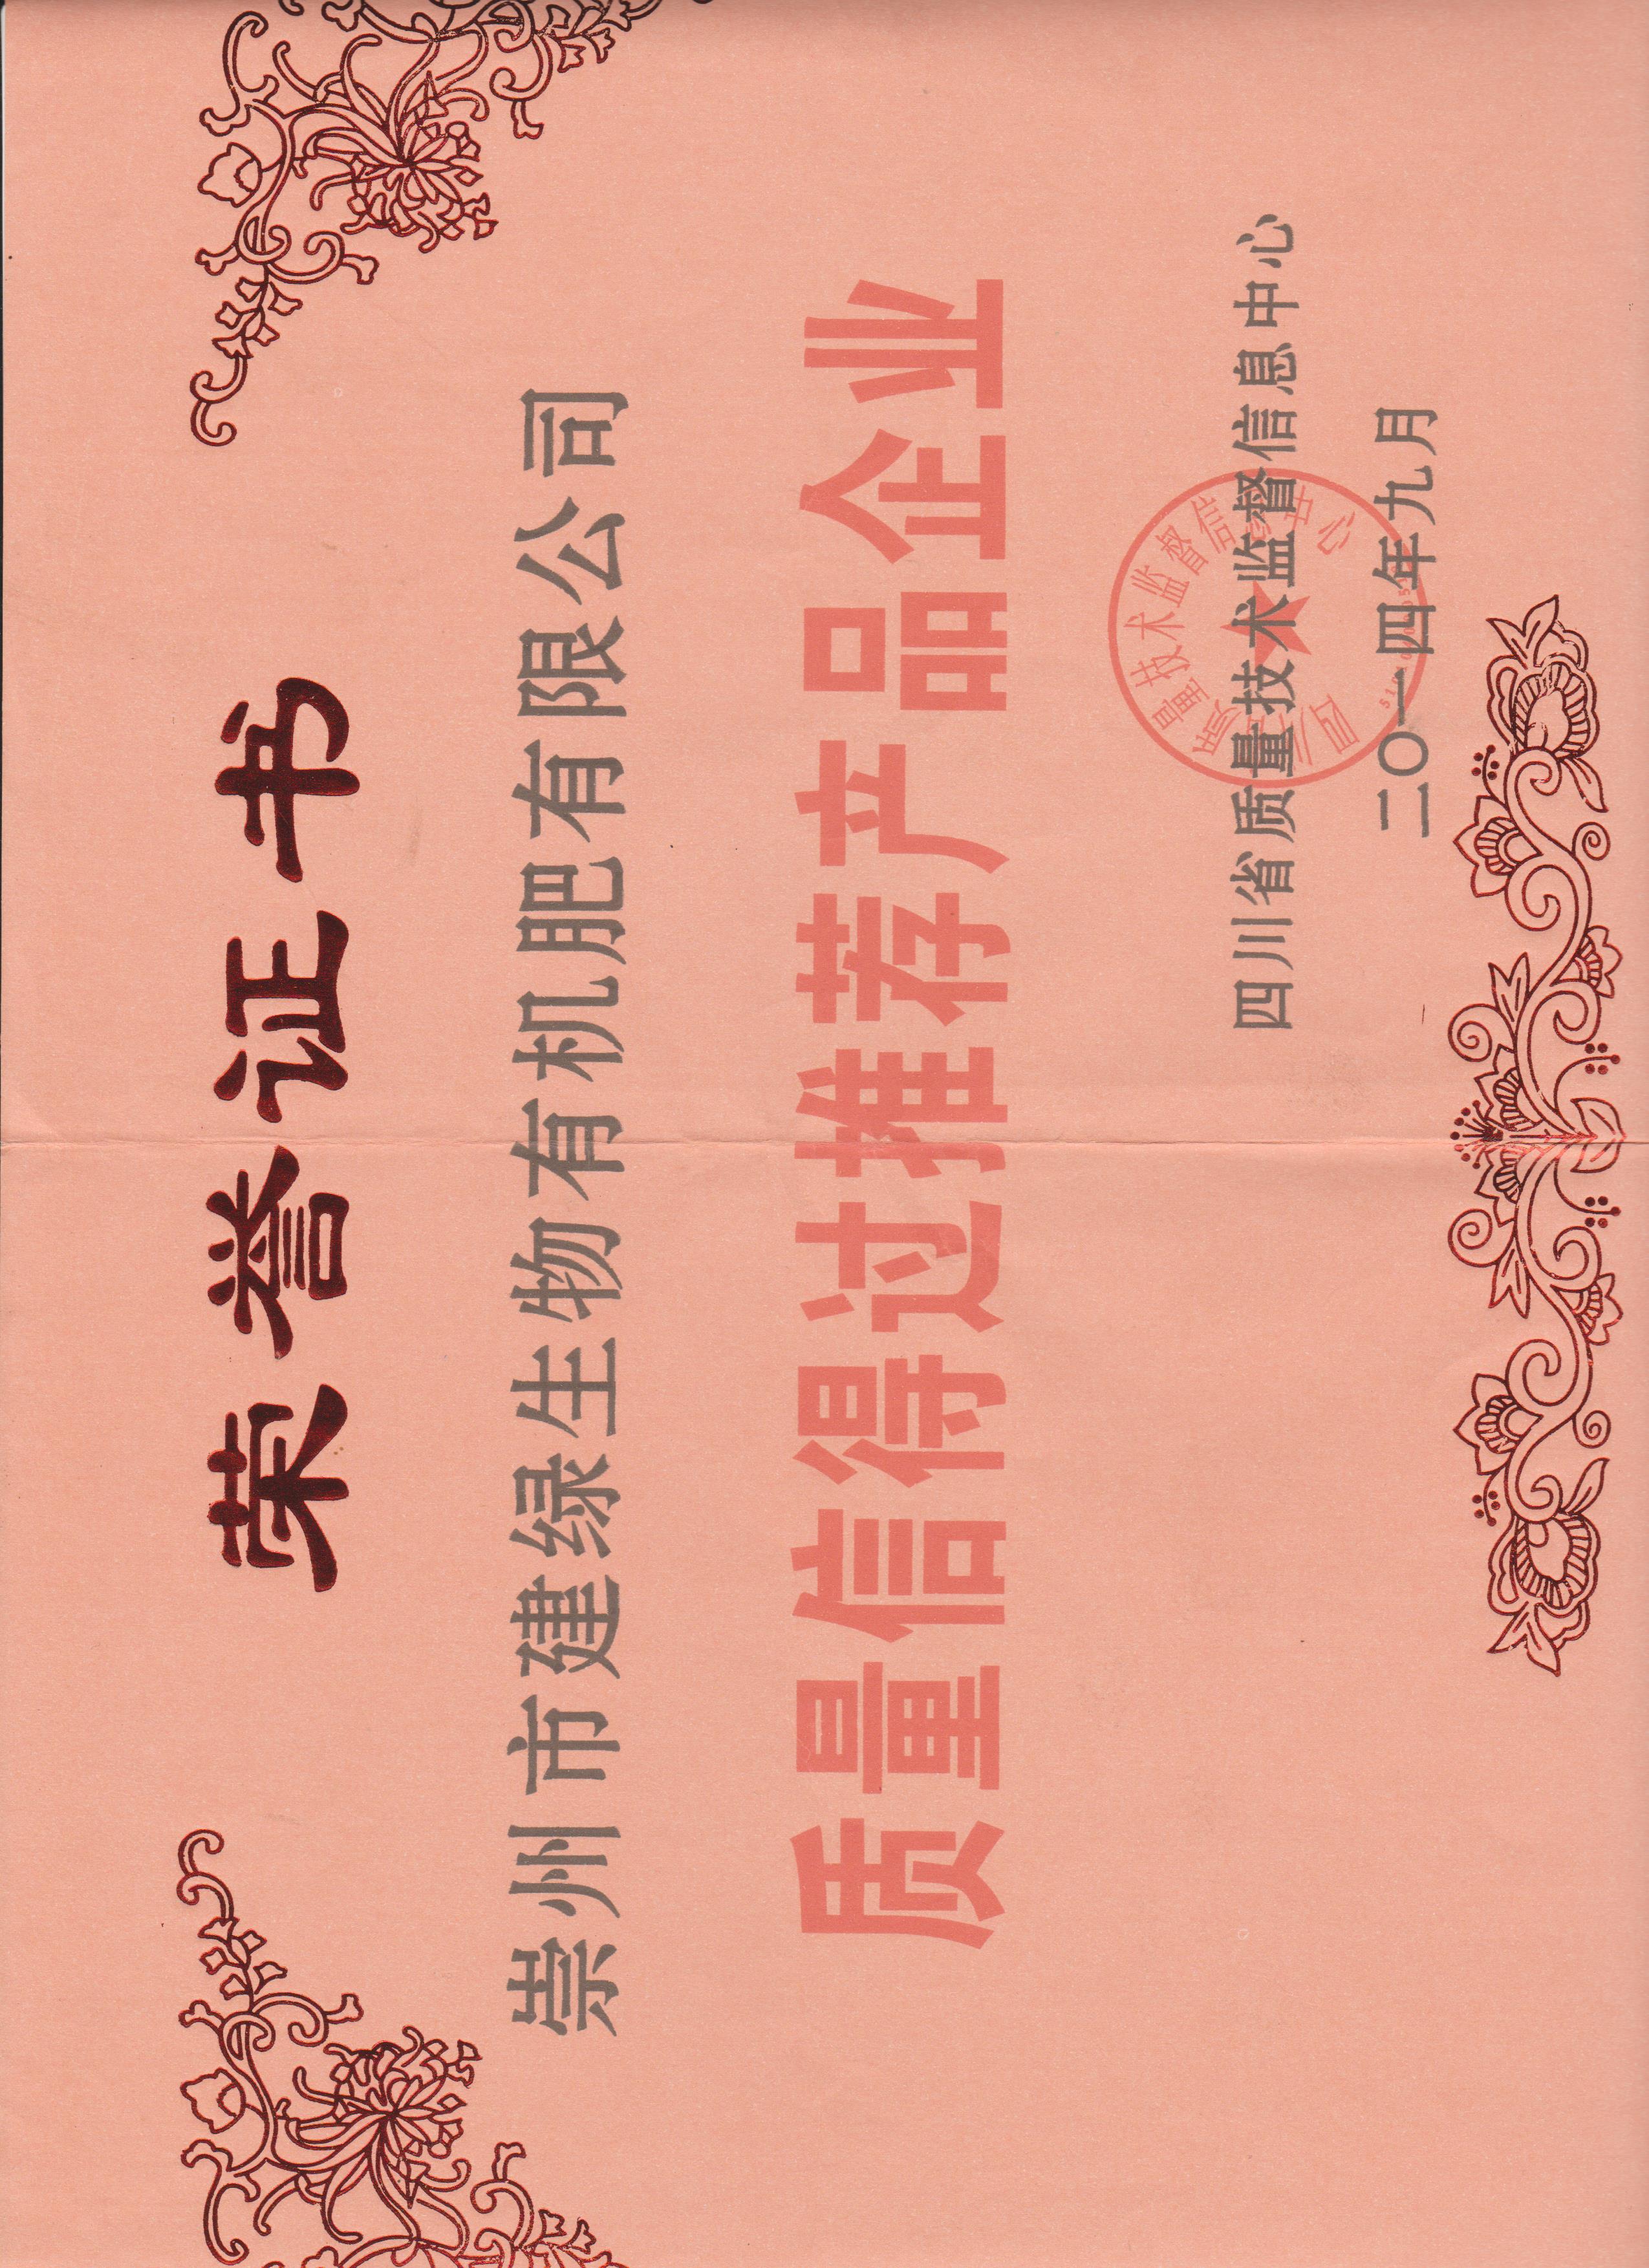 荣誉证书
崇州市建绿生物有机肥有限公司
质量信得过推荐产品企业
四川省质量技术监督信息中心
二〇一四年九月